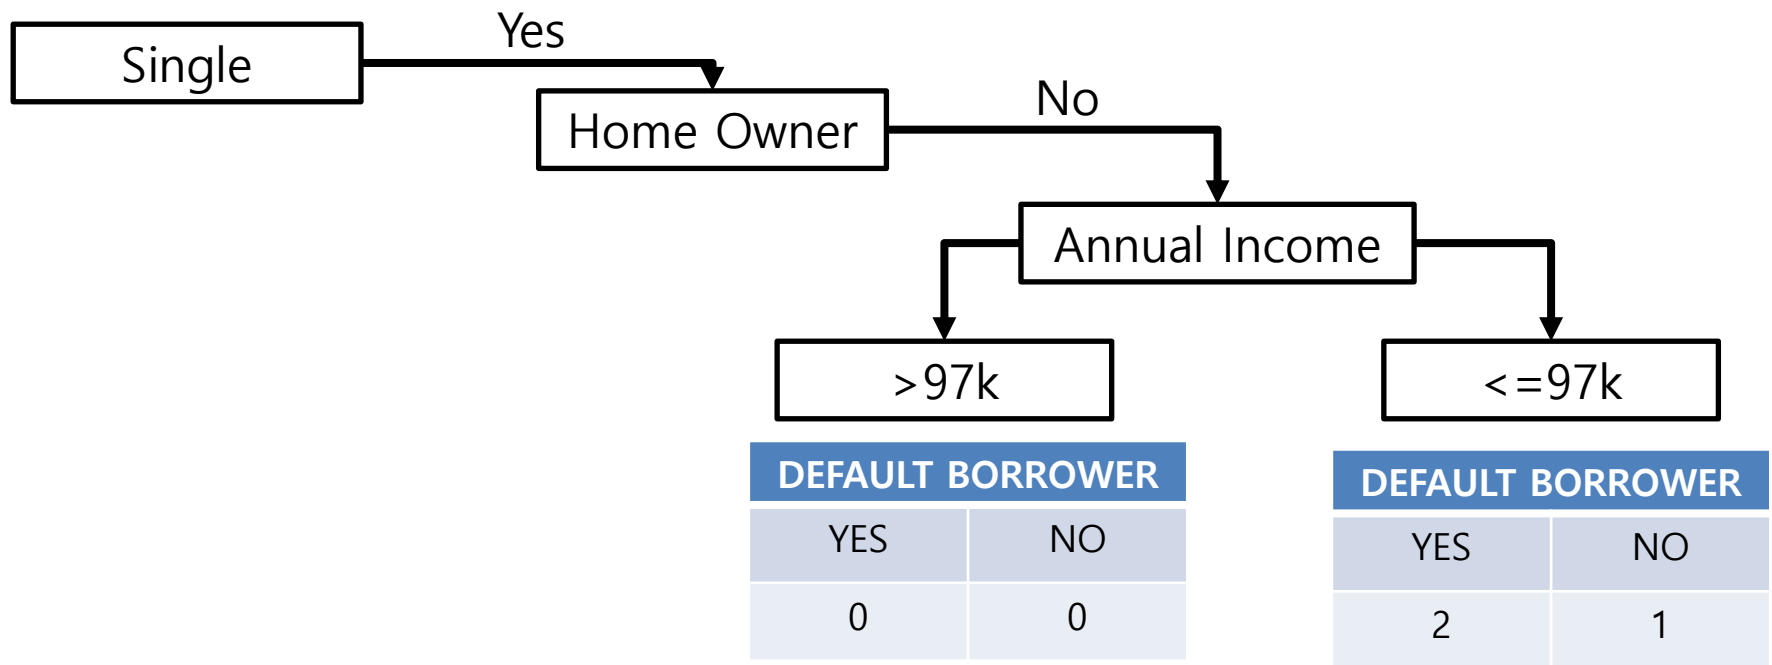 Yes
Single
No
Home Owner
Annual Income
>97k
<=97k
DEFAULT BORROWER
YES NO
0 0
DEFAULT BORROWER
YES NO
2 1